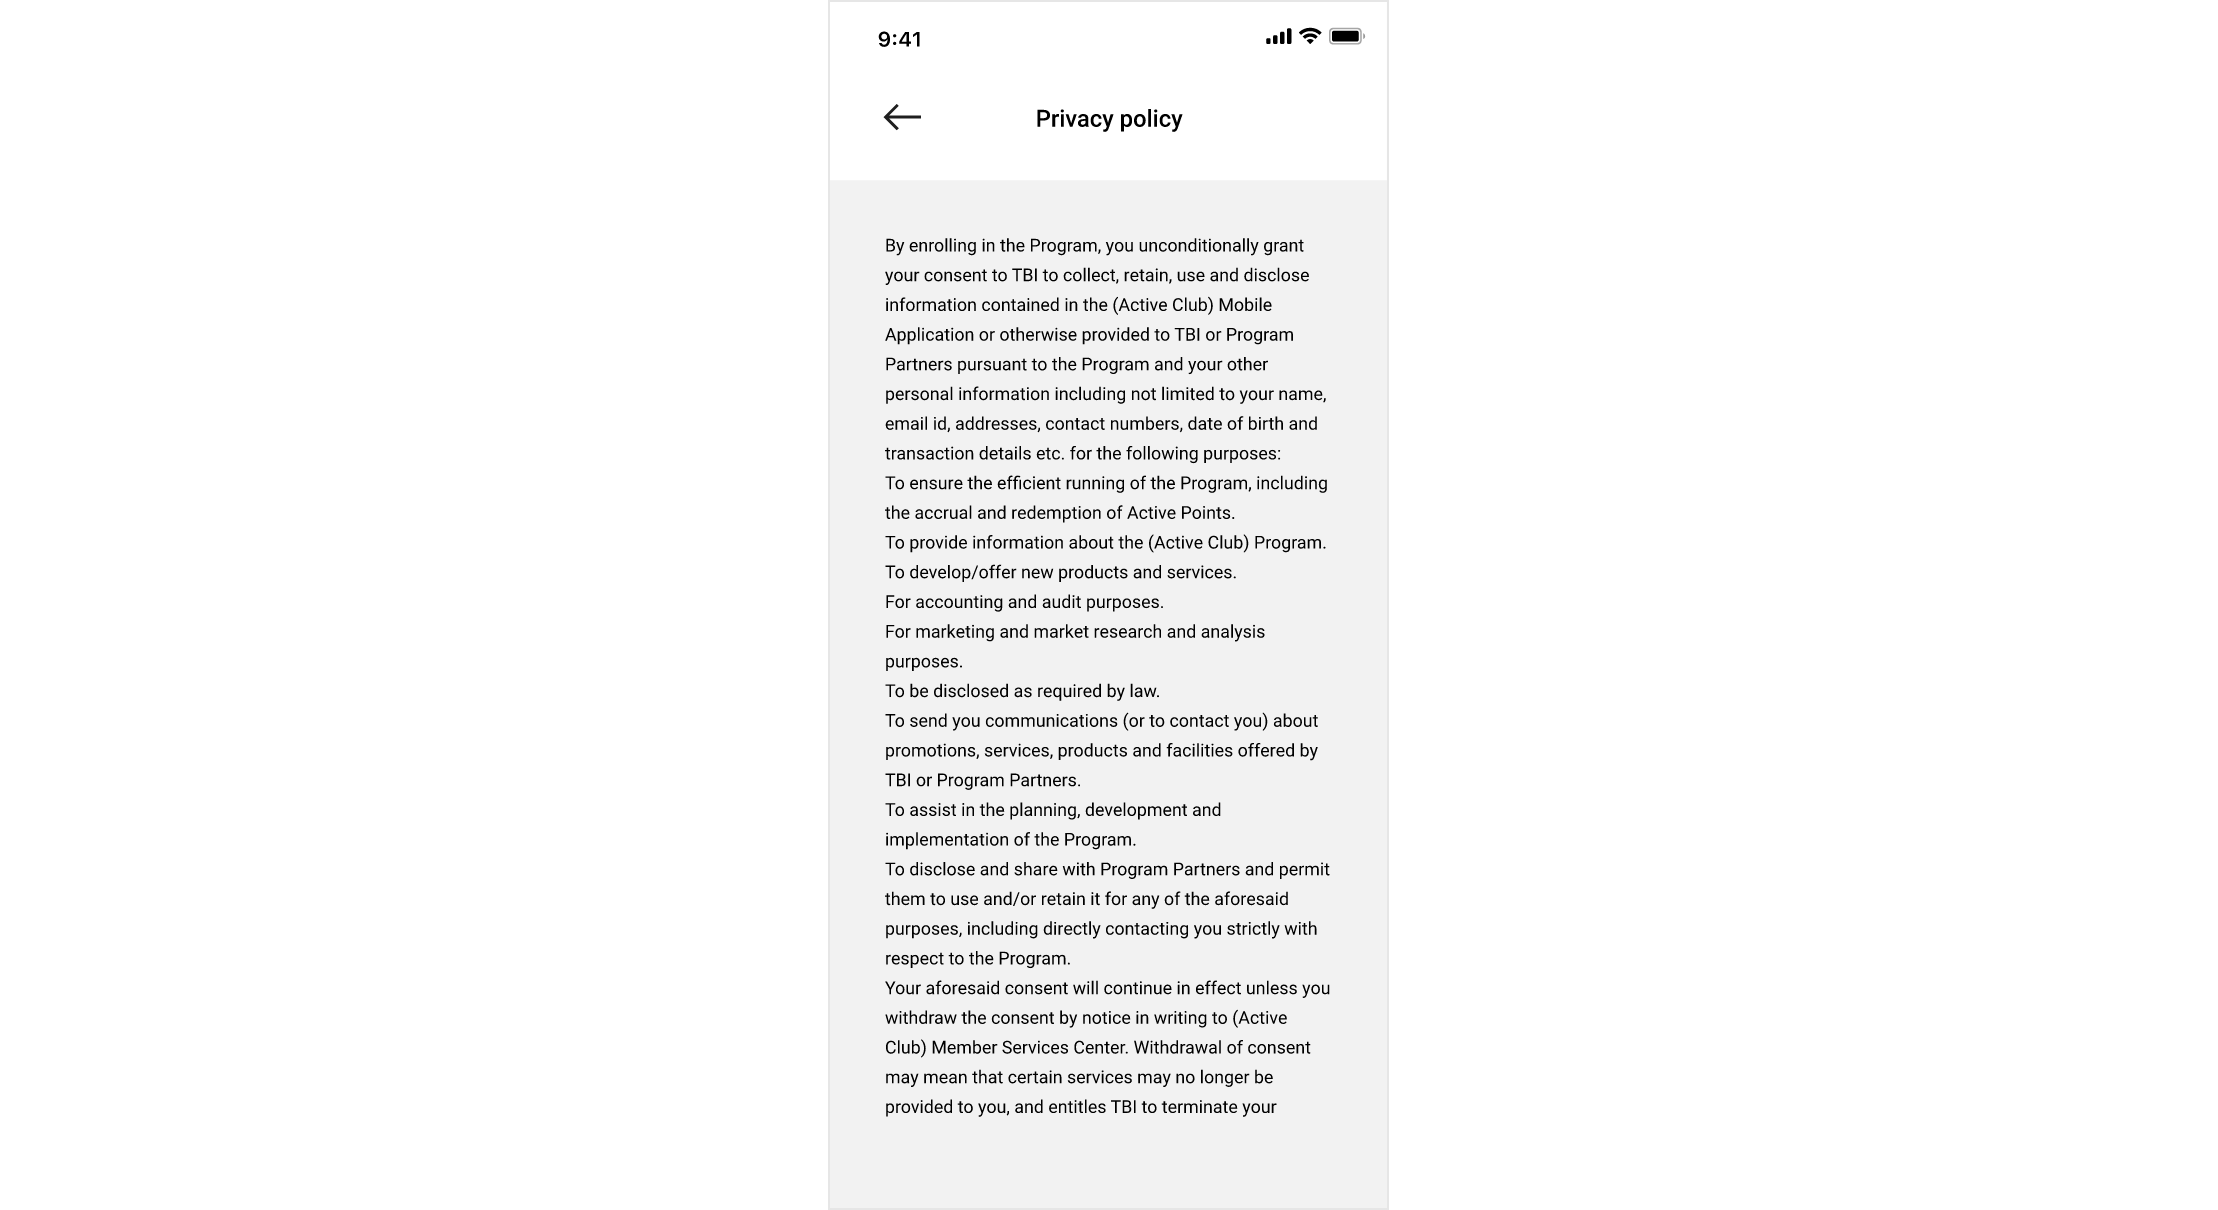 9:41
Privacy policy
By enrolling in the Program, you unconditionally grant
your consent to TBI to collect, retain, use and disclose
information contained in the (Active Club) Mobile
Application or otherwise provided to TBI or Program
Partners pursuant to the Program and your other
personal information including not limited to your name,
email id, addresses, contact numbers, date of birth and
transaction details etc. for the following purposes:
To ensure the efficient running of the Program, including
the accrual and redemption of Active Points.
To provide information about the (Active Club) Program.
To develop/offer new products and services.
For accounting and audit purposes.
For marketing and market research and analysis
purposes.
To be disclosed as required by law.
To send you communications (or to contact you) about
promotions, services, products and facilities offered by
TBI or Program Partners.
To assist in the planning, development and
implementation of the Program.
To disclose and share with Program Partners and permit
them to use and/or retain it for any of the aforesaid
purposes, including directly contacting you strictly with
respect to the Program.
Your aforesaid consent will continue in effect unless you
withdraw the consent by notice in writing to (Active
Club) Member Services Center. Withdrawal of consent
may mean that certain services may no longer be
provided to you, and entitles TBI to terminate your